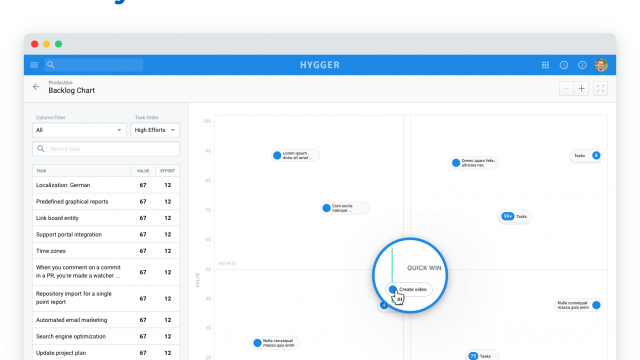 HYGGER
Production
Backlog Chart
Column Filter
Task Order
All
High Efforts
Search Idea
TASK VALUE EFFORT
Localization: German 67 12
Predefined graphical reports 67 12
Link board entity 67 12
Support portal integration 67 12
Time zones 67 12
When you comment on a commit
in a PR, you're made a watcher ... 67 12
Repository import for a single
point report 67 12
Automated email marketing 67 12
Search engine optimization 67 12
Update project plan 67 12
VALUE
100
90
80
70
60
50
40
30
20
Lorem ipsum
dolor sit amet ...
Donec quam felis,
ultricies nec
Tasks 8
Cum sociis
natoque ...
99+ Tasks
QUICK WIN
Create video
Nulla consequat
massa quis enim
Nulla consequat
massa quis enim
75 Tasks